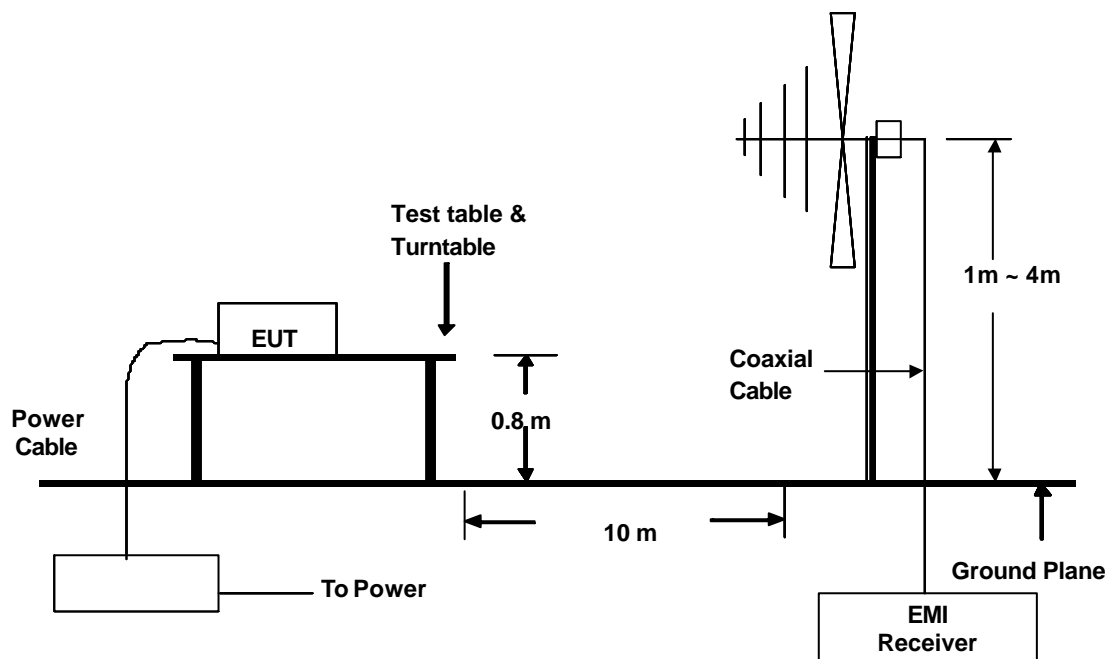 Test table &
Turntable
EUT
1m ~ 4m
Coaxial
Cable
0.8 m
Power
Cable
10 m
To Power
Ground Plane
EMI
Receiver